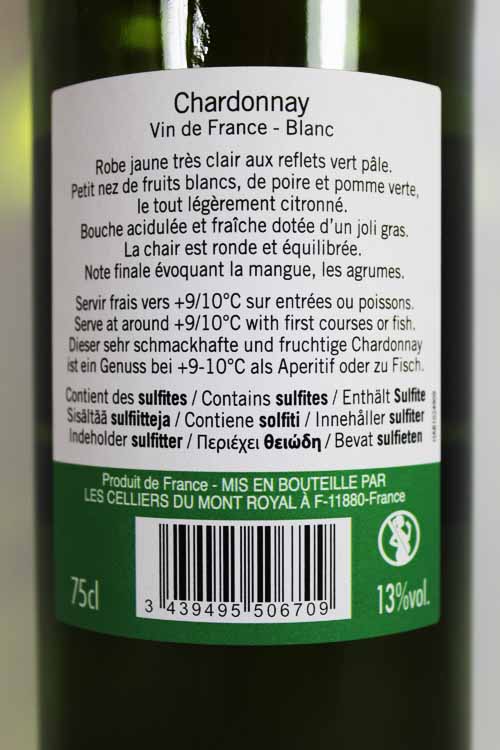 Chardonnay
Vin de France - Blanc
Robe jaune très clair aux reflets vert pâle.
Petit nez de fruits blancs, de poire et pomme verte,
le tout légèrement citronné.
Bouche acidulée et fraîche dotée d'un joli gras.
La chair est ronde et équilibrée.
Note finale évoquant la mangue, les agrumes.
Servir frais vers +9/10°C sur entrées ou poissons.
Serve at around +9/10°C with first courses or fish.
Dieser sehr schmackhafte und fruchtige Chardonnay
ist ein Genuss bei +9-10°C als Aperitif oder zu Fisch.
Contient des sulfites / Contains sulfites / Enthält Sulfite
Sisältää sulfiitteja / Contiene solfiti / Innehåller sulfiter
Indeholder sulfitter / Περιέχει θειώδη / Bevat sulfieten
Produit de France - MIS EN BOUTEILLE PAR
LES CELLIERS DU MONT ROYAL À F-11880-France
75cl
3 439495 506709
13%vol.